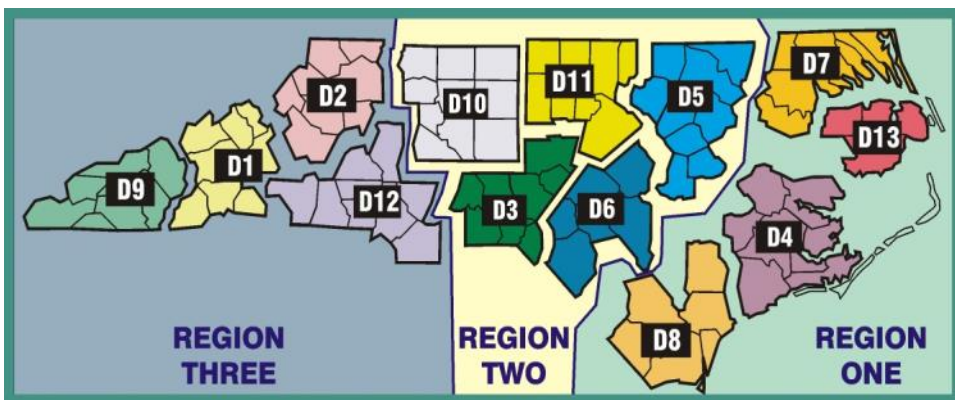 D2
D10
D11
D5
D7
D13
D1
D9
D12
D3
D6
D4
D8
REGION
THREE
REGION
TWO
REGION
ONE